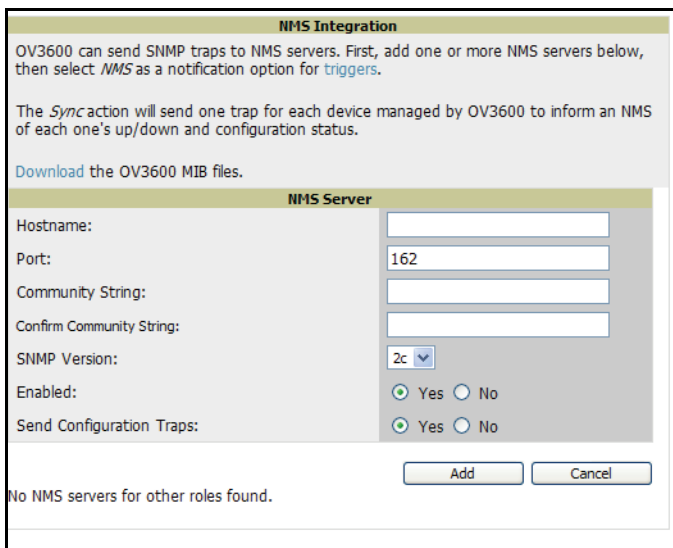 NMS Integration
OV3600 can send SNMP traps to NMS servers. First, add one or more NMS servers below,
then select NMS as a notification option for triggers.
The Sync action will send one trap for each device managed by OV3600 to inform an NMS
of each one's up/down and configuration status.
Download the OV3600 MIB files.
NMS Server
Hostname:
Port: 162
Community String:
Confirm Community String:
SNMP Version: 2c
Enabled: Yes No
Send Configuration Traps: Yes No
Add Cancel
No NMS servers for other roles found.